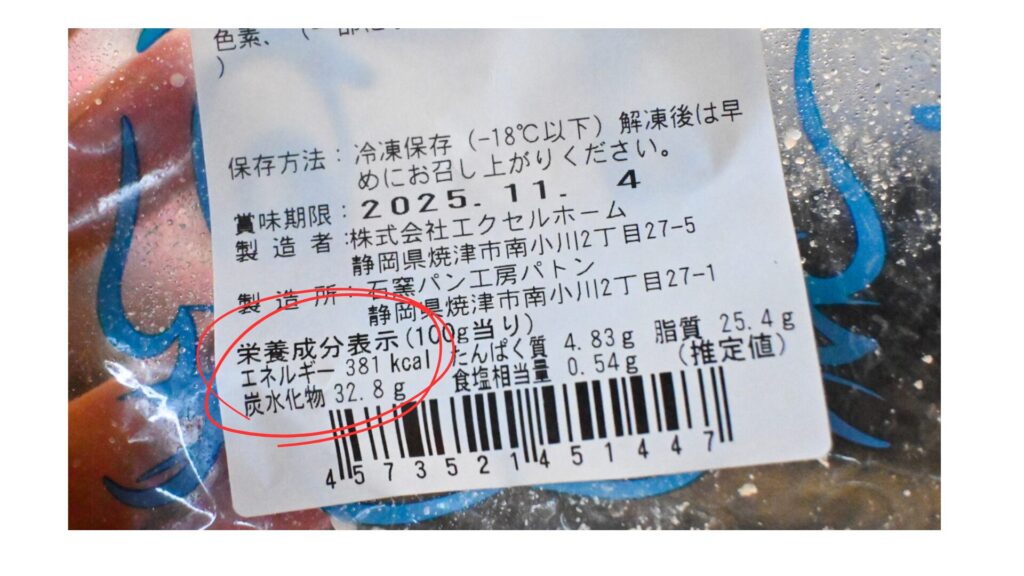 色素、（一部に
）
保存方法：冷凍保存（-18℃以下）解凍後は早
めにお召し上がりください。
賞味期限：2025.11. 4
製造者：株式会社エクセルホーム
静岡県焼津市南小川2丁目27-5
製造所：石窯パン工房パトン
静岡県焼津市南小川2丁目27-1
栄養成分表示(100g当り)
エネルギー 381 kcal たんぱく質 4.83g 脂質 25.4g
炭水化物 32.8g 食塩相当量 0.54g （推定値）
4573521451447